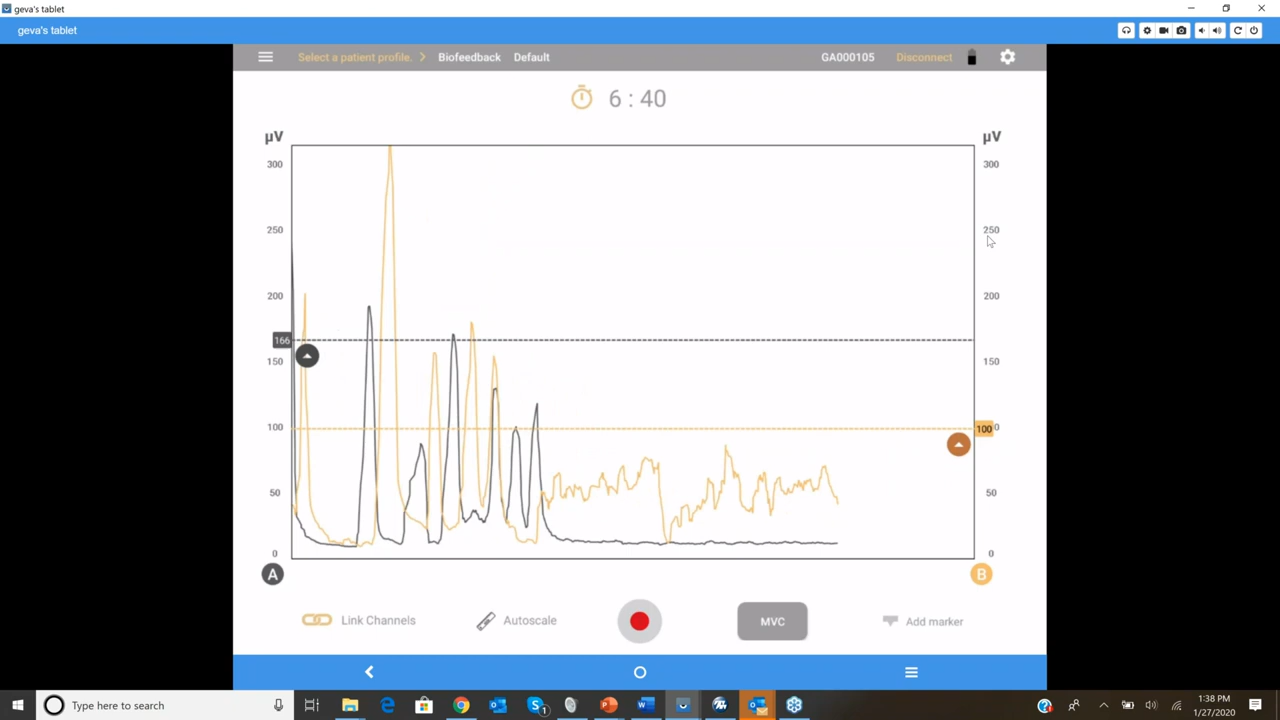 geva's tablet
geva's tablet
Select a patient profile. > Biofeedback Default GA000105 Disconnect
6 : 40
µV µV
300 300
250 250
200 200
166
150 150
100 100 0
50 50
0 0
A B
Link Channels Autoscale MVC Add marker
Type here to search 1:38 PM
1/27/2020